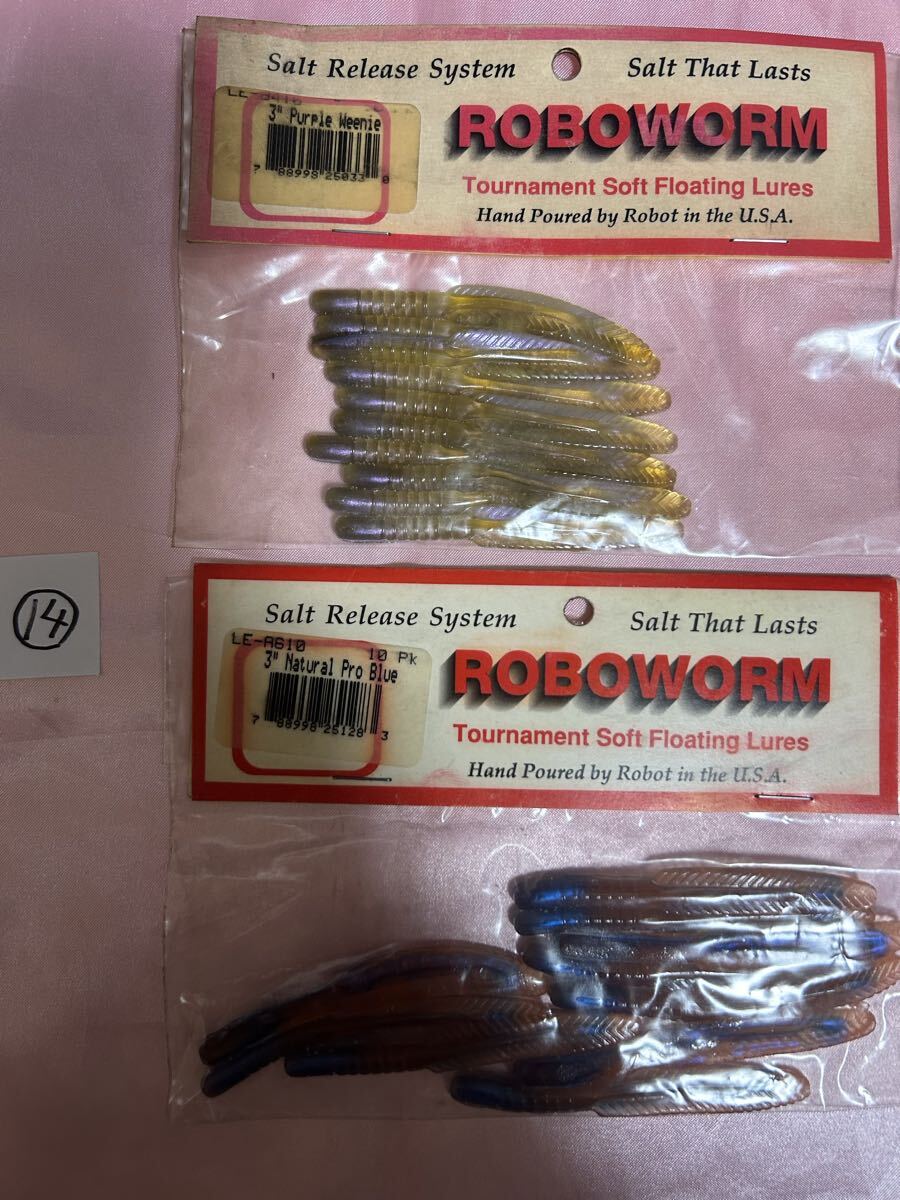 Salt Release System
Salt That Lasts
3" Purple Weenie
7 88998 25033 0
ROBOWORM
Tournament Soft Floating Lures
Hand Poured by Robot in the U.S.A.
14
Salt Release System
Salt That Lasts
LE-A610 10 Pk
3" Natural Pro Blue
7 88998 25128 3
ROBOWORM
Tournament Soft Floating Lures
Hand Poured by Robot in the U.S.A.